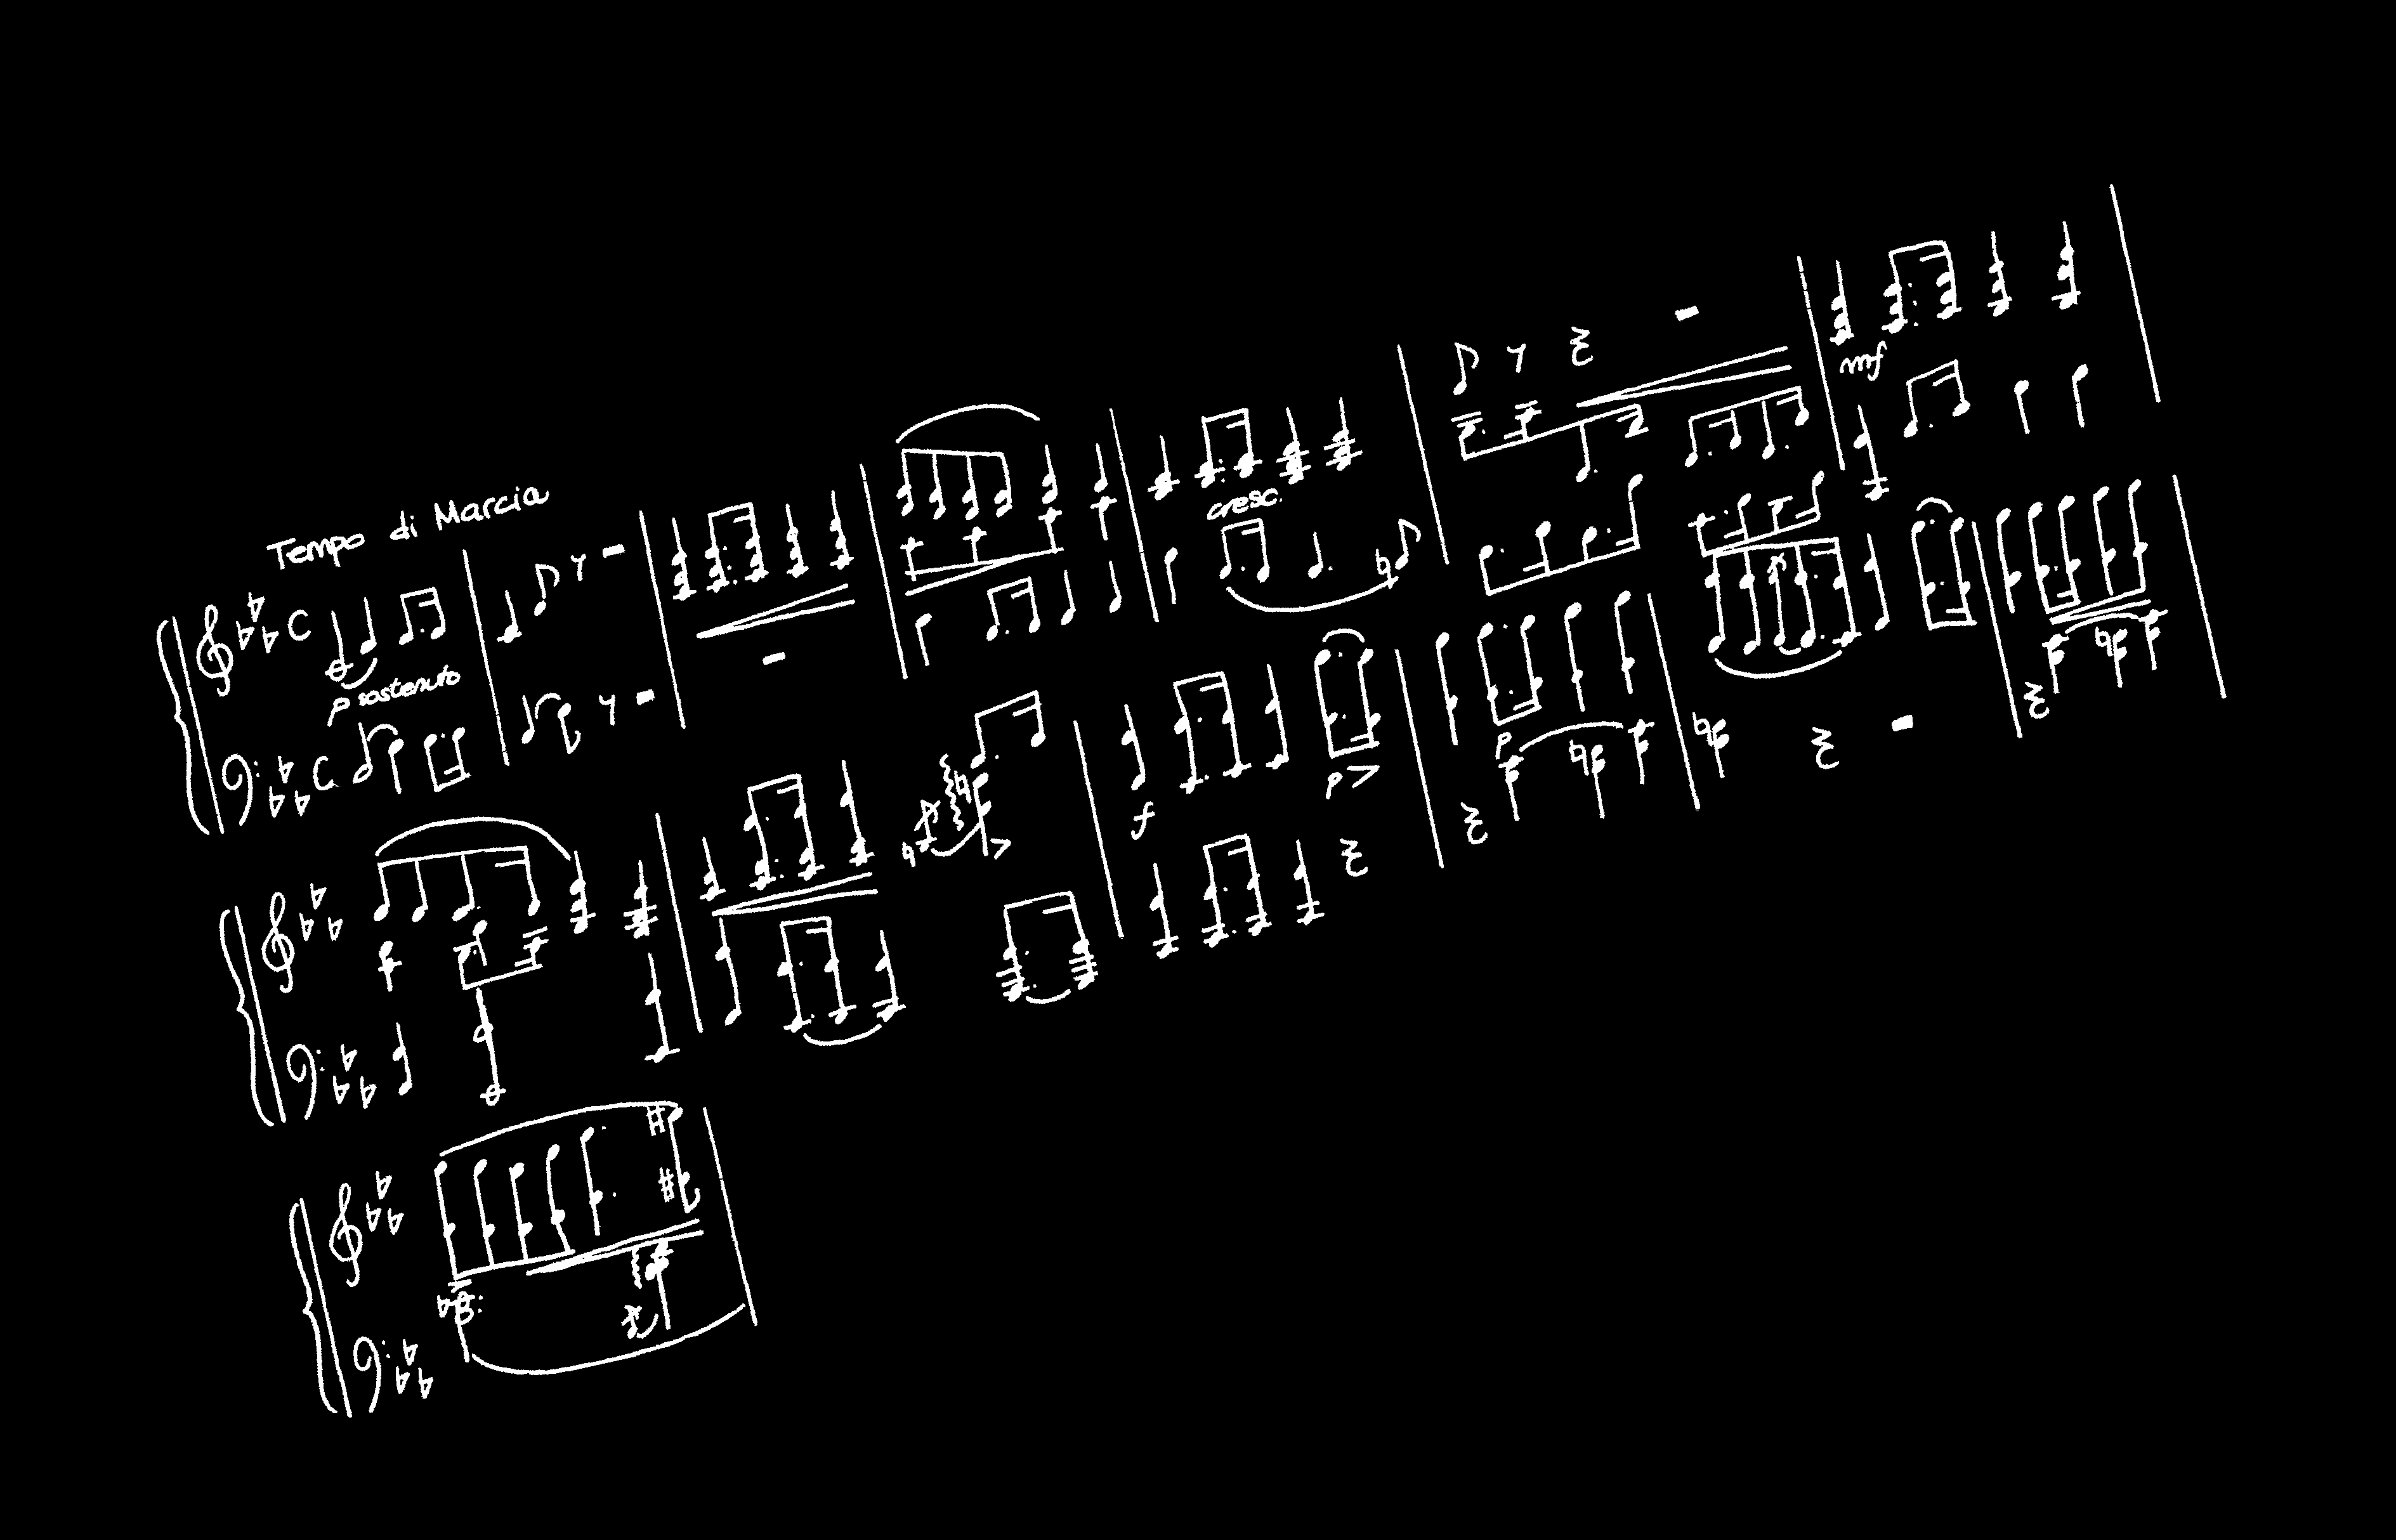 Tempo di Marcia
p sostenuto
cresc.
mf
f
p
p